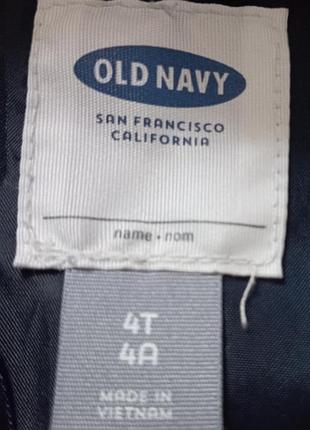 OLD NAVY
SAN FRANCISCO
CALIFORNIA
name • nom
4T
4A
MADE IN
VIETNAM